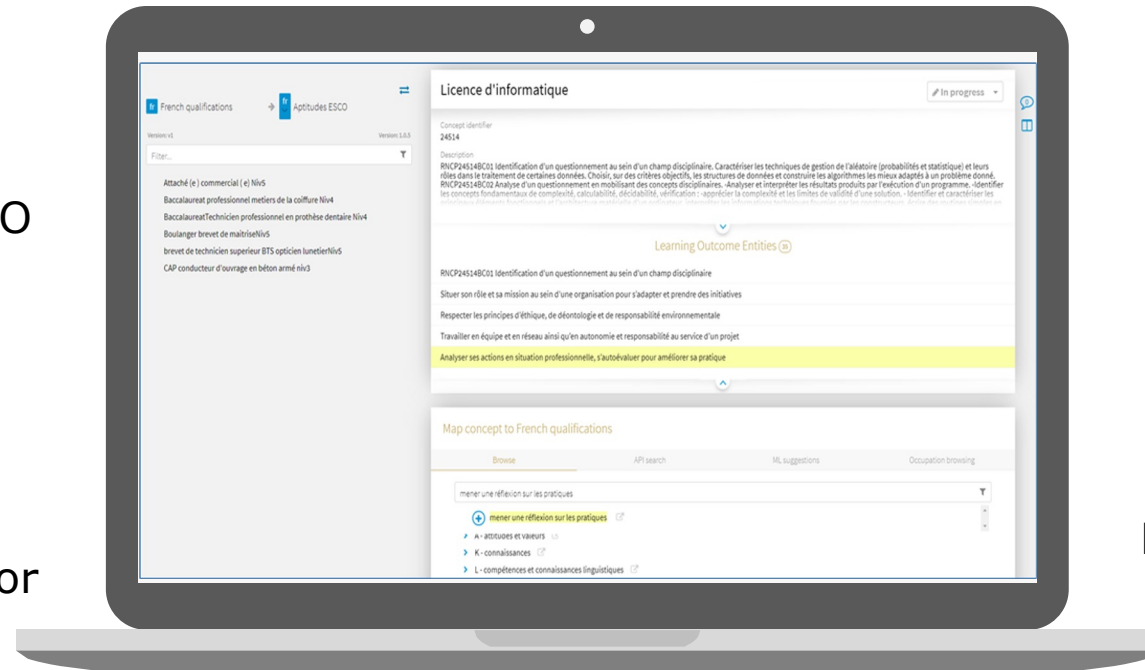 O
or
fr French qualifications → fr Aptitudes ESCO
Version: v1 Version: 1.0.5
Filter...
Attaché (e ) commercial ( e) Niv5
Baccalaureat professionnel metiers de la coiffure Niv4
BaccalaureatTechnicien professionnel en prothèse dentaire Niv4
Boulanger brevet de maitriseNiv5
brevet de technicien superieur BTS opticien lunetierNiv5
CAP conducteur d'ouvrage en béton armé niv3
Licence d'informatique
In progress
Concept identifier
24514
Description
RNCP24514BC01 Identification d'un questionnement au sein d'un champ disciplinaire. Caractériser les techniques de gestion de l'aléatoire (probabilités et statistique) et leurs
rôles dans le traitement de certaines données. Choisir, sur des critères objectifs, les structures de données et construire les algorithmes les mieux adaptés à un problème donné.
RNCP24514BC02 Analyse d'un questionnement en mobilisant des concepts disciplinaires. -Analyser et interpréter les résultats produits par l'exécution d'un programme. -Identifier
les concepts fondamentaux de complexité, calculabilité, décidabilité, vérification : -apprécier la complexité et les limites de validité d'une solution. - Identifier et caractériser les
Learning Outcome Entities
RNCP24514BC01 Identification d'un questionnement au sein d'un champ disciplinaire
Situer son rôle et sa mission au sein d'une organisation pour s'adapter et prendre des initiatives
Respecter les principes d'éthique, de déontologie et de responsabilité environnementale
Travailler en équipe et en réseau ainsi qu'en autonomie et responsabilité au service d'un projet
Analyser ses actions en situation professionnelle, s'autoévaluer pour améliorer sa pratique
Map concept to French qualifications
Browse API search ML suggestions Occupation browsing
mener une réflexion sur les pratiques
mener une réflexion sur les pratiques
A - attitudes et valeurs
K - connaissances
L - compétences et connaissances linguistiques